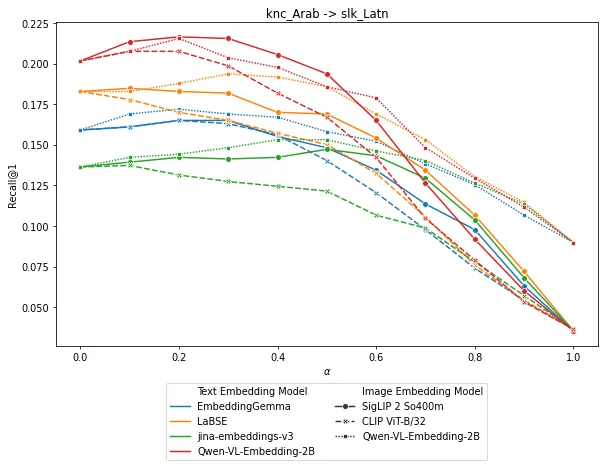 knc_Arab -> slk_Latn
0.225
0.200
0.175
0.150
0.125
0.100
0.075
0.050
Recall@1
0.0 0.2 0.4 0.6 0.8 1.0
α
Text Embedding Model Image Embedding Model
EmbeddingGemma SigLIP 2 So400m
LaBSE CLIP ViT-B/32
jina-embeddings-v3 Qwen-VL-Embedding-2B
Qwen-VL-Embedding-2B